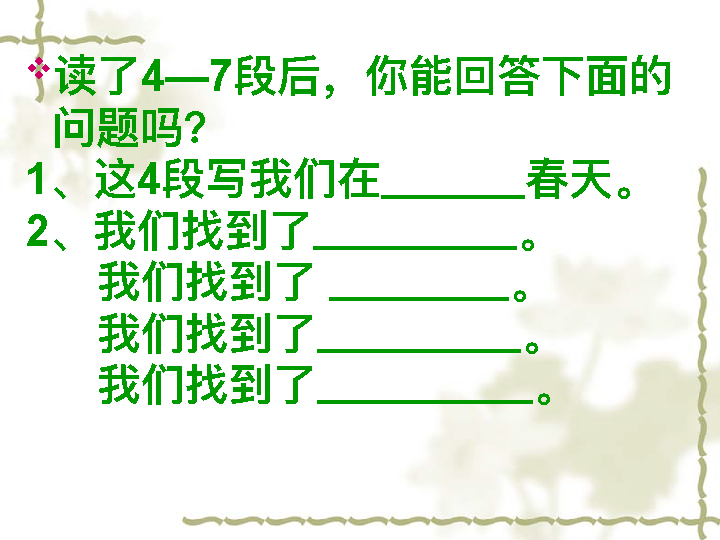 读了4—7段后，你能回答下面的
问题吗？
1、这4段写我们在______春天。
2、我们找到了_________。
我们找到了 ________。
我们找到了_________。
我们找到了__________。